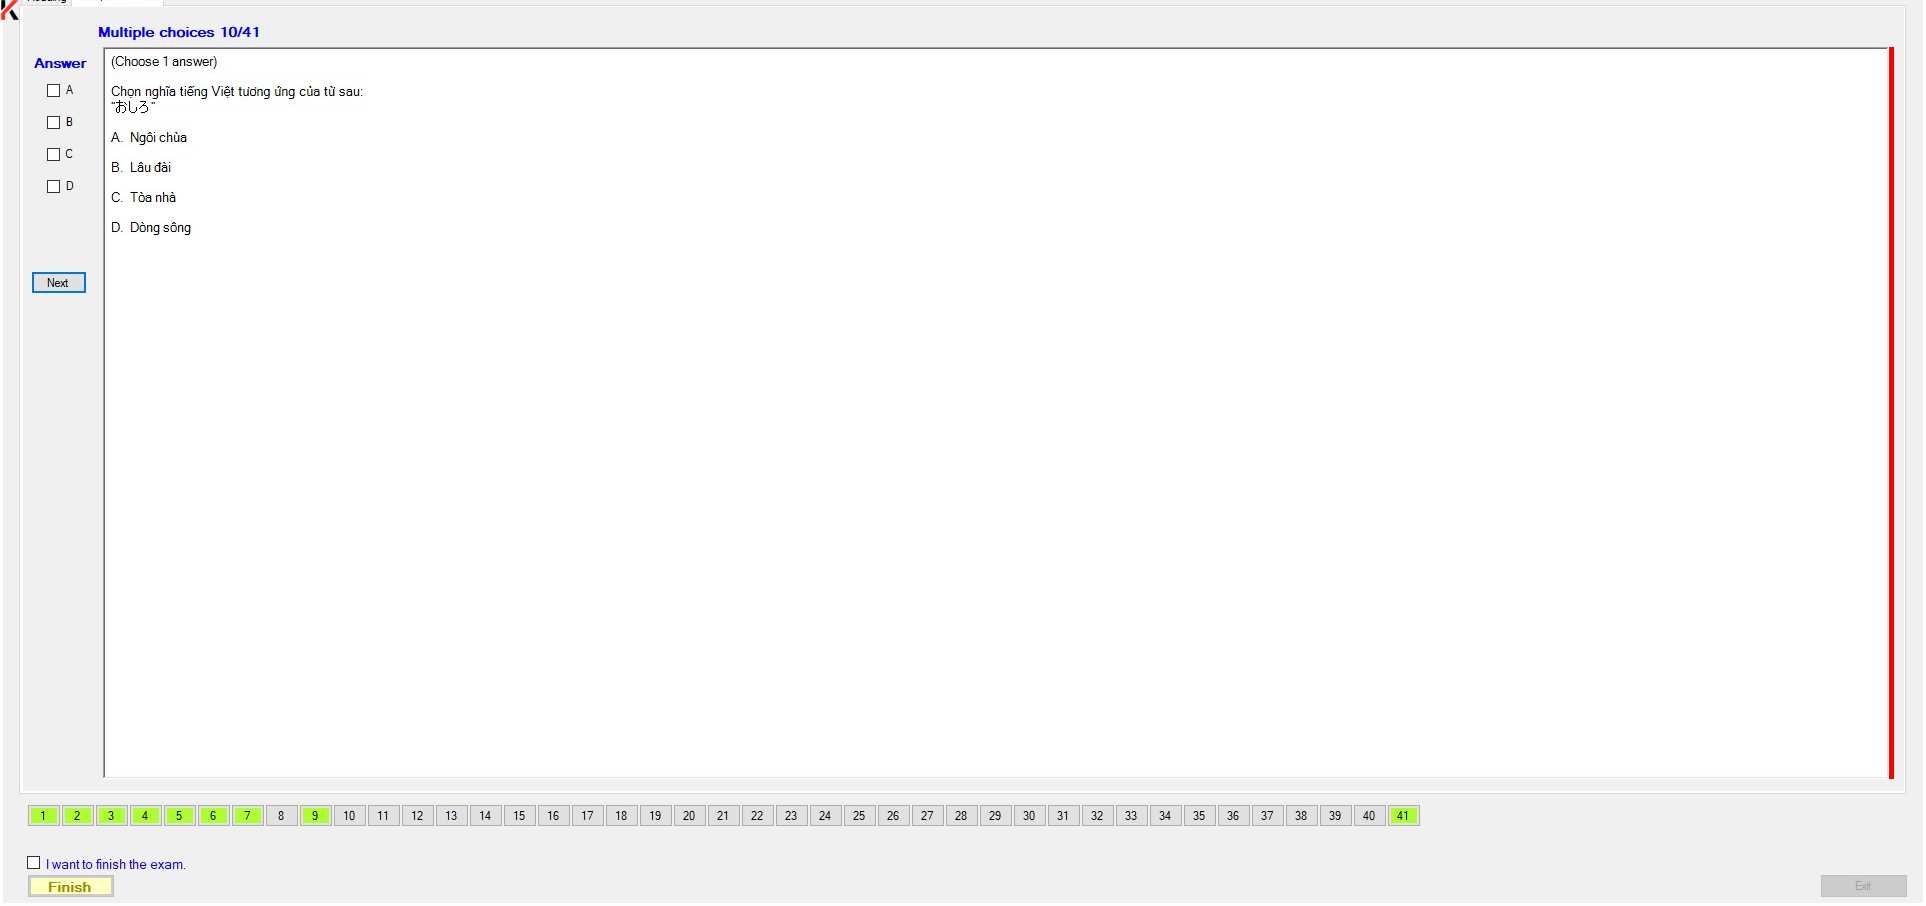 Multiple choices 10/41
Answer
A
B
C
D
Next
(Choose 1 answer)
Chọn nghĩa tiếng Việt tương ứng của từ sau:
"おしろ"
A. Ngôi chùa
B. Lâu đài
C. Tòa nhà
D. Dòng sông
1 2 3 4 5 6 7 8 9 10 11 12 13 14 15 16 17 18 19 20 21 22 23 24 25 26 27 28 29 30 31 32 33 34 35 36 37 38 39 40 41
I want to finish the exam.
Finish
Exit